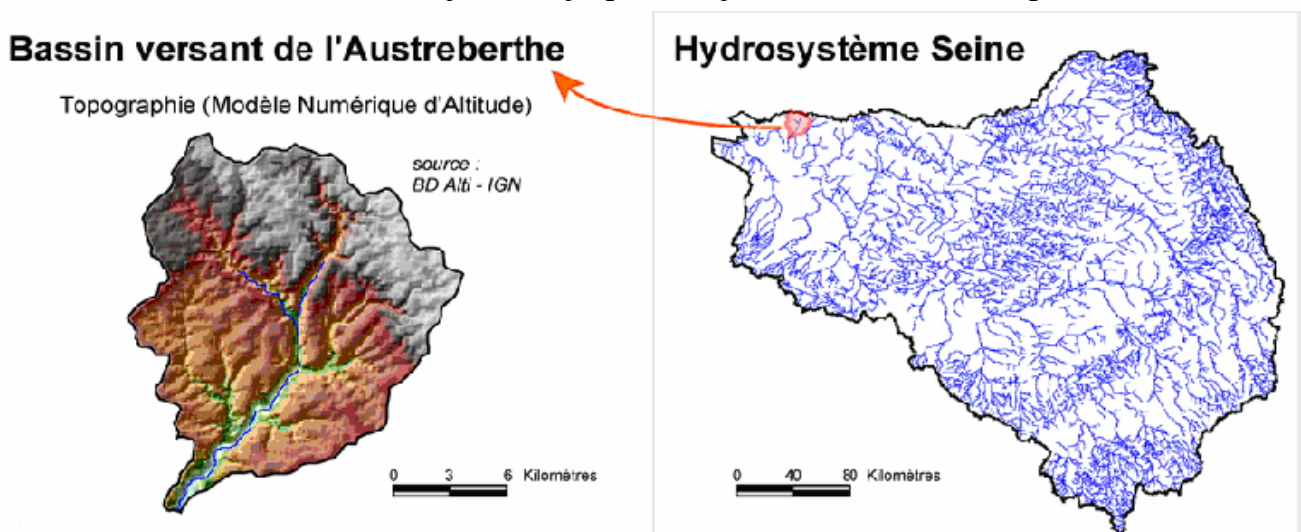 Bassin versant de l'Austreberthe
Topographie (Modèle Numérique d'Altitude)
source :
BD Alti - IGN
0 3 6 Kilomètres
Hydrosystème Seine
0 40 80 Kilomètres